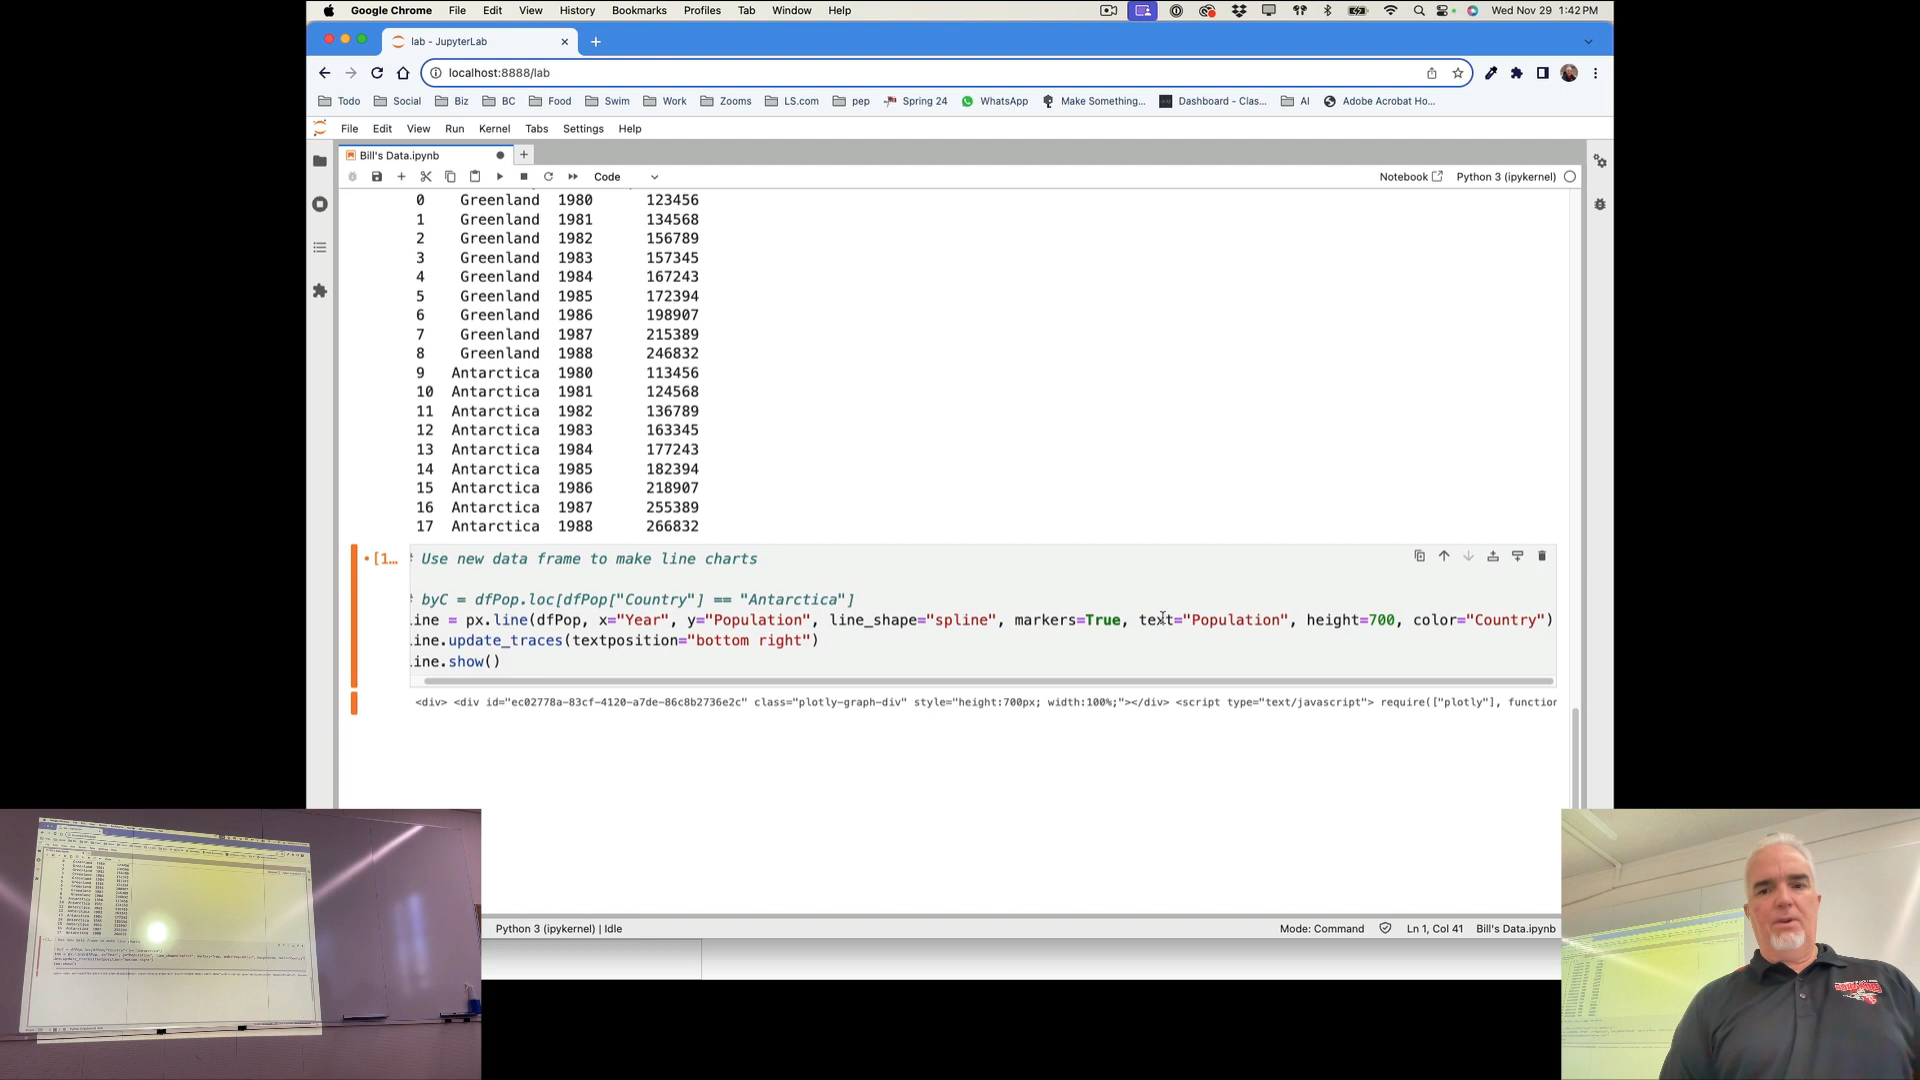 Google Chrome File Edit View History Bookmarks Profiles Tab Window Help Wed Nov 29 1:42 PM
lab - JupyterLab
localhost:8888/lab
Todo Social Biz BC Food Swim Work Zooms LS.com pep Spring 24 WhatsApp Make Something... Dashboard - Clas... AI Adobe Acrobat Ho...
File Edit View Run Kernel Tabs Settings Help
Bill's Data.ipynb
Code Notebook Python 3 (ipykernel)
0 Greenland 1980 123456
1 Greenland 1981 134568
2 Greenland 1982 156789
3 Greenland 1983 157345
4 Greenland 1984 167243
5 Greenland 1985 172394
6 Greenland 1986 198907
7 Greenland 1987 215389
8 Greenland 1988 246832
9 Antarctica 1980 113456
10 Antarctica 1981 124568
11 Antarctica 1982 136789
12 Antarctica 1983 163345
13 Antarctica 1984 177243
14 Antarctica 1985 182394
15 Antarctica 1986 218907
16 Antarctica 1987 255389
17 Antarctica 1988 266832
[1... # Use new data frame to make line charts
# byC = dfPop.loc[dfPop["Country"] == "Antarctica"]
line = px.line(dfPop, x="Year", y="Population", line_shape="spline", markers=True, text="Population", height=700, color="Country")
line.update_traces(textposition="bottom right")
line.show()
<div> <div id="ec02778a-83cf-4120-a7de-86c8b2736e2c" class="plotly-graph-div" style="height:700px; width:100%;"></div> <script type="text/javascript"> require(["plotly"], function
Python 3 (ipykernel) | Idle Mode: Command Ln 1, Col 41 Bill's Data.ipynb